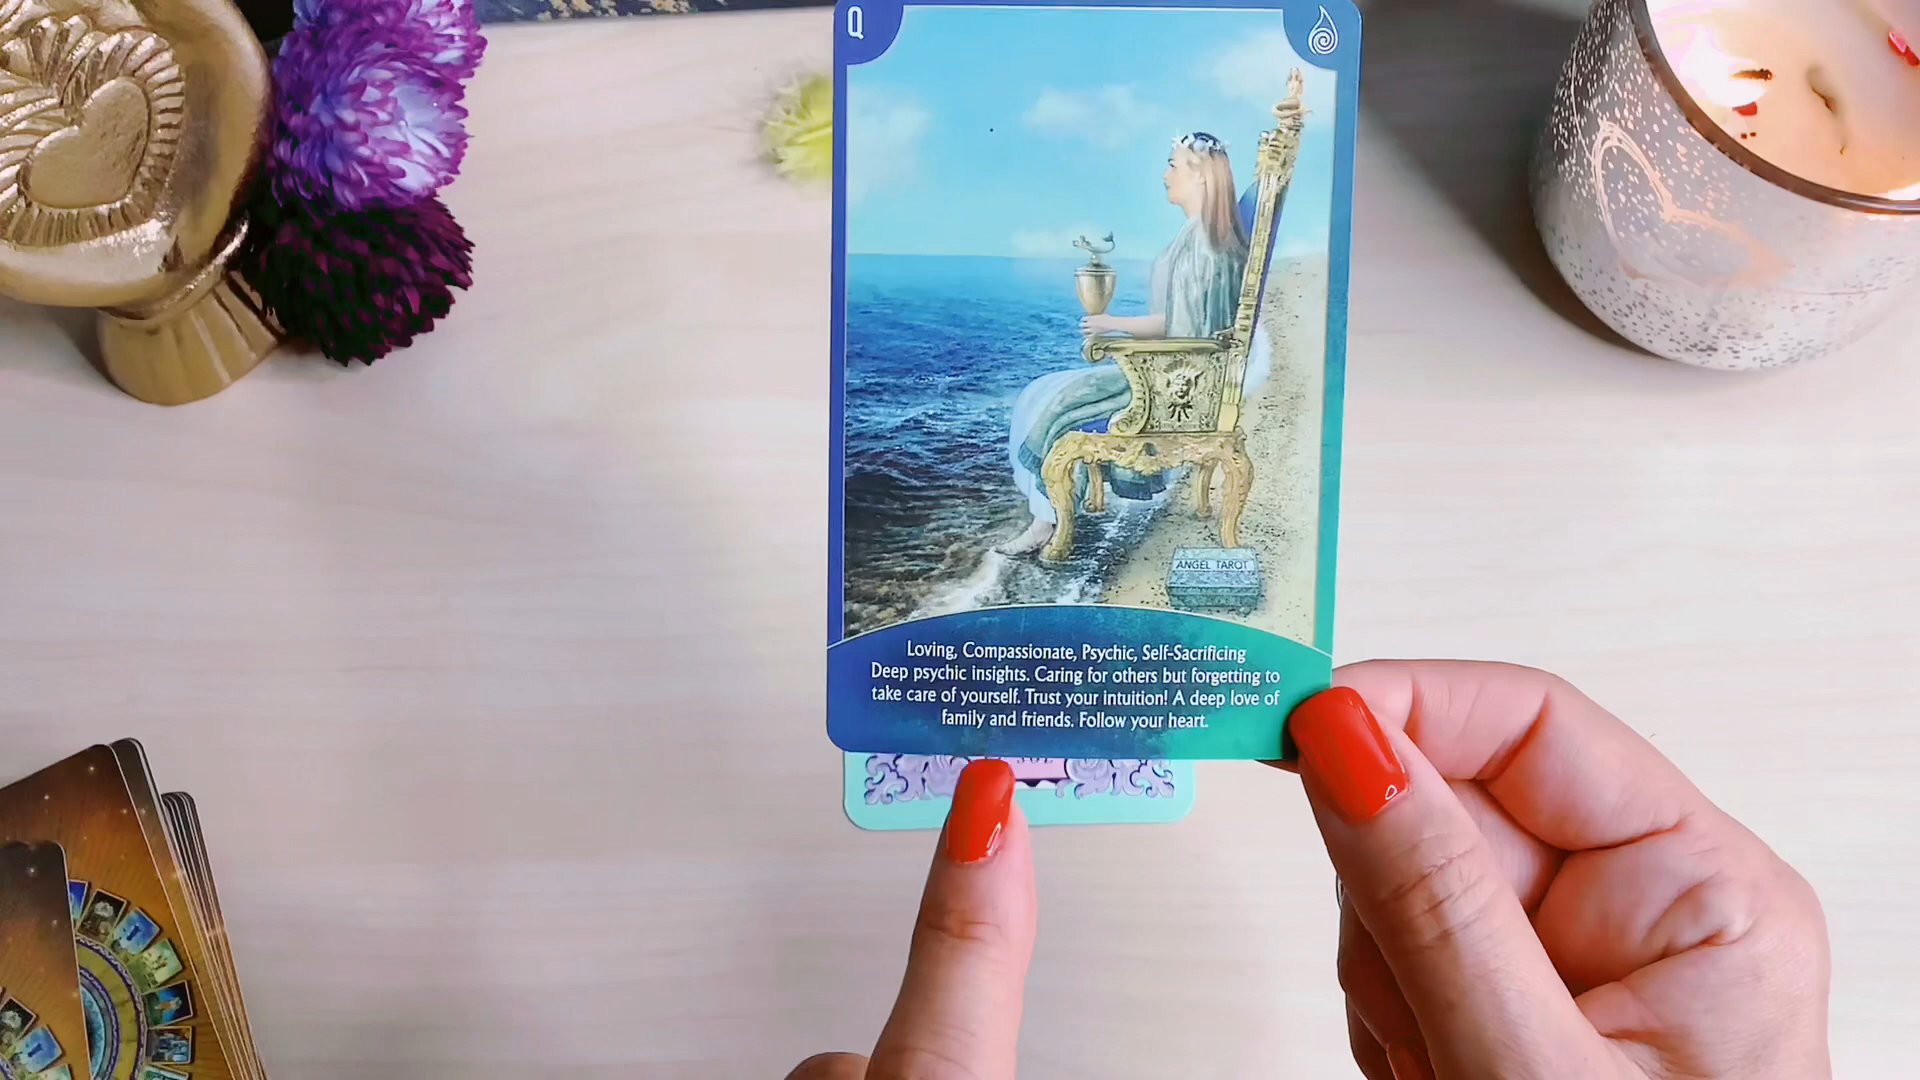 Q
ANGEL TAROT
Loving, Compassionate, Psychic, Self-Sacrificing
Deep psychic insights. Caring for others but forgetting to
take care of yourself. Trust your intuition! A deep love of
family and friends. Follow your heart.